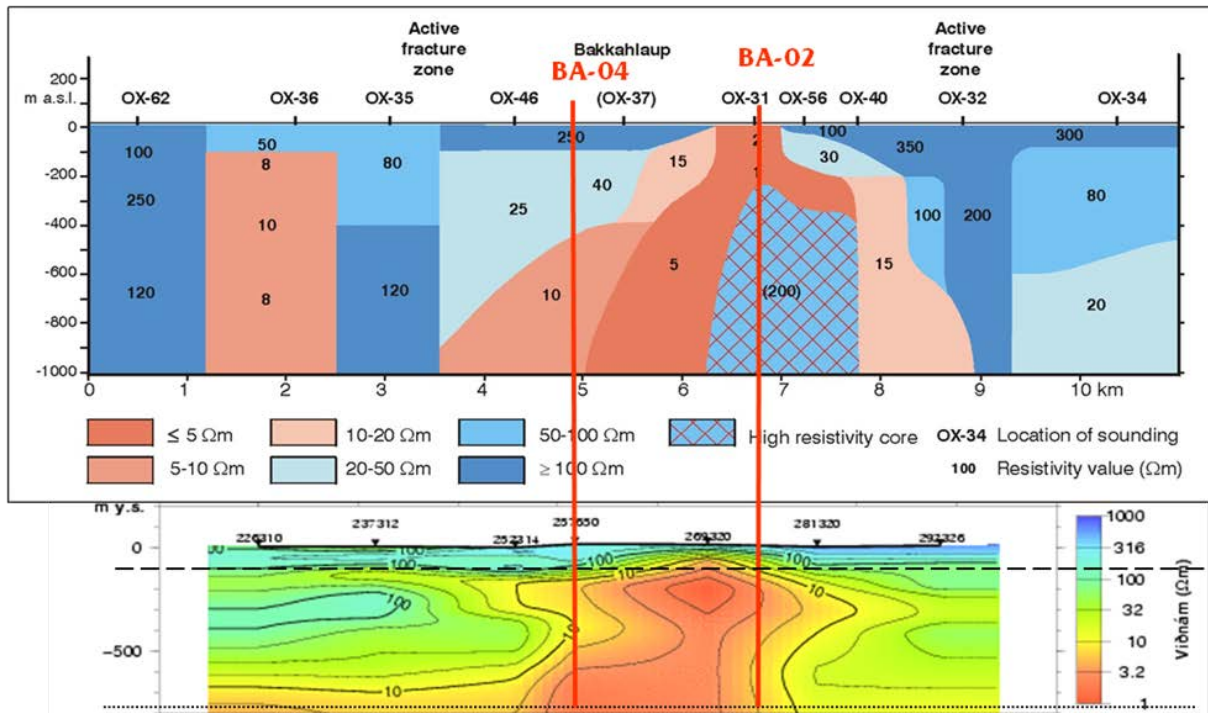 Active fracture zone
Bakkahlaup
Active fracture zone
BA-04
BA-02
200
m a.s.l.
OX-62 OX-36 OX-35 OX-46 (OX-37) OX-31 OX-56 OX-40 OX-32 OX-34
0
-200
-400
-600
-800
-1000
100
250
120
50
8
10
8
80
120
250
25
40
15
10
5
2
1
(200)
100
30
350
15
100
200
300
80
20
0 1 2 3 4 5 6 7 8 9 10 km
≤ 5 Ωm
10-20 Ωm
50-100 Ωm
High resistivity core
OX-34 Location of sounding
5-10 Ωm
20-50 Ωm
≥ 100 Ωm
100 Resistivity value (Ωm)
m y.s.
237312
281320
0
-500
100
100
100
100
100
10
10
10
10
10
1000
316
100
32
10
3.2
1
Viðnám (Ωm)